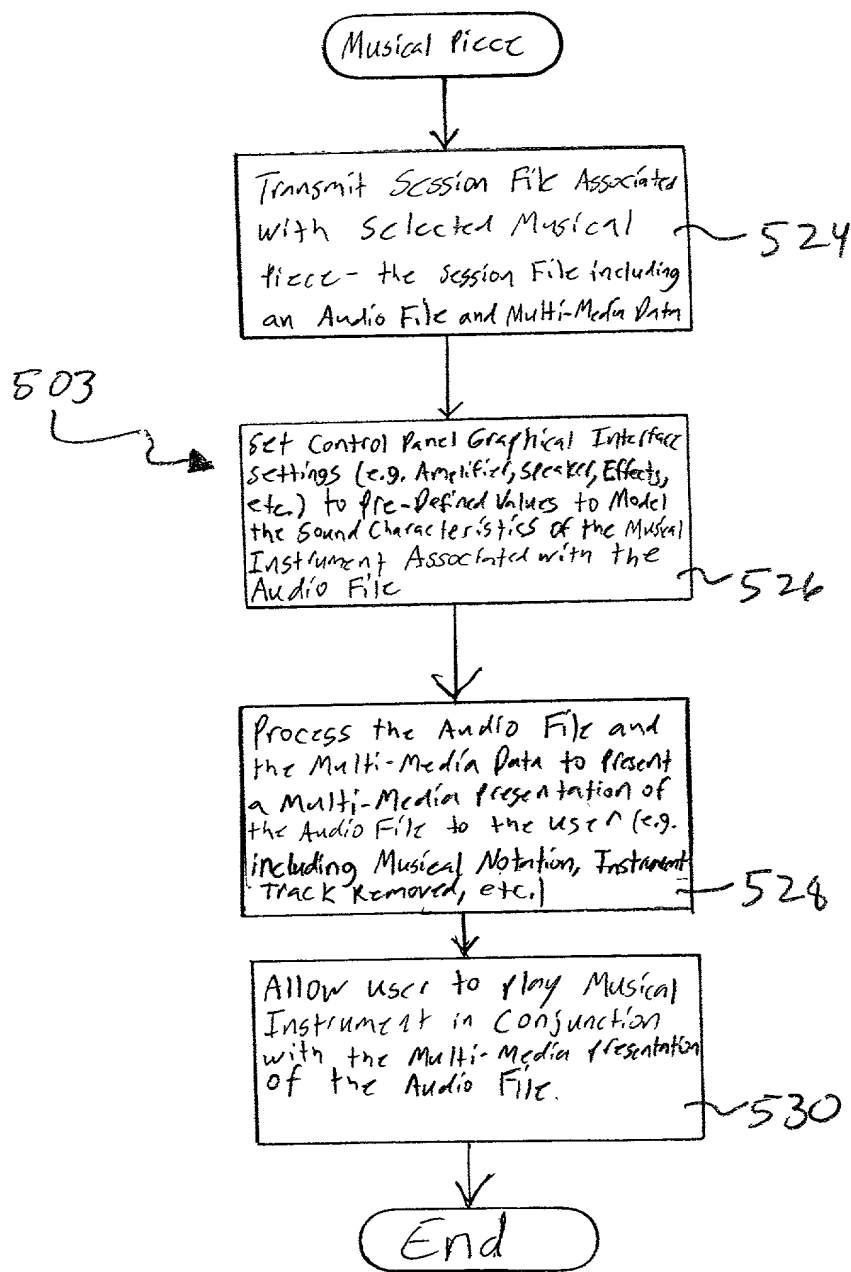 Musical Piece
Transmit Session File Associated
with Selected Musical
Piece - the Session File including
an Audio File and Multi-Media Data
524
503
Set Control Panel Graphical Interface
settings (e.g. Amplifier, Speaker, Effects,
etc.) to Pre-Defined Values to Model
the Sound Characteristics of the Musical
Instrument Associated with the
Audio File
526
Process the Audio File and
the Multi-Media Data to Present
a Multi-Media Presentation of
the Audio File to the user (e.g.
including Musical Notation, Instrument
Track Removed, etc.)
528
Allow user to play Musical
Instrument in Conjunction
with the Multi-Media Presentation
of the Audio File.
530
End